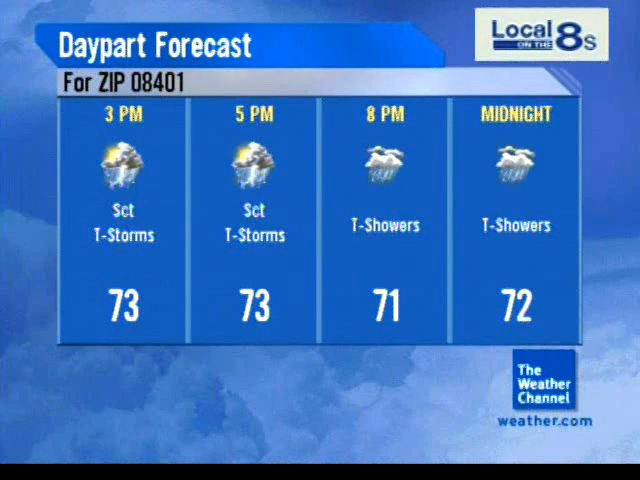 Daypart Forecast
Local
ON THE 8s
For ZIP 08401
3 PM
Sct
T-Storms
73
5 PM
Sct
T-Storms
73
8 PM
T-Showers
71
MIDNIGHT
T-Showers
72
The
Weather
Channel
weather.com